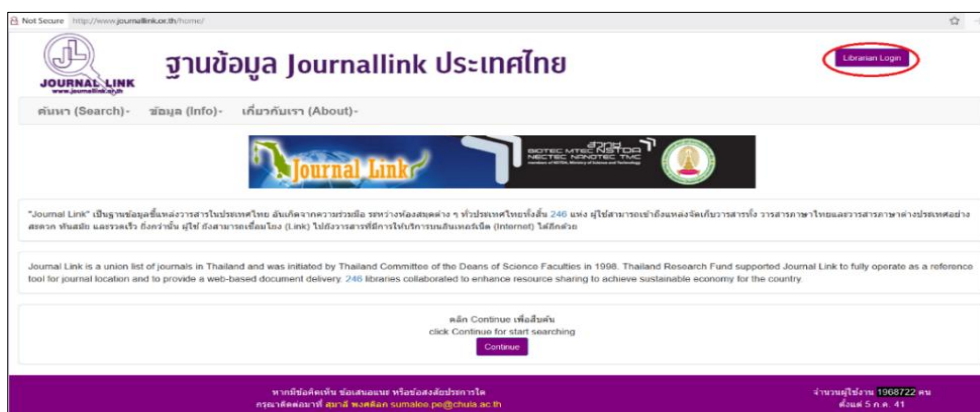 Not Secure http://www.journallink.or.th/home/
JOURNAL LINK
www.journallink.or.th
ฐานข้อมูล Journallink ประเทศไทย
Librarian Login
ค้นหา (Search)
ข้อมูล (Info)
เกี่ยวกับเรา (About)
Journal Link
สวทช
NSTDA
BIOTEC MTEC
NECTEC NANOTEC TMC
"Journal Link" เป็นฐานข้อมูลชี้แหล่งวารสารในประเทศไทย อันเกิดจากความร่วมมือ ระหว่างห้องสมุดต่าง ๆ ทั่วประเทศไทยทั้งสิ้น 246 แห่ง ผู้ใช้สามารถเข้าถึงแหล่งจัดเก็บวารสารทั้ง วารสารภาษาไทยและวารสารภาษาต่างประเทศอย่าง
สะดวก ทันสมัย และรวดเร็ว ยิ่งกว่านั้น ผู้ใช้ ยังสามารถเชื่อมโยง (Link) ไปยังวารสารที่มีการให้บริการบนอินเทอร์เน็ต (Internet) ได้อีกด้วย
Journal Link is a union list of journals in Thailand and was initiated by Thailand Committee of the Deans of Science Faculties in 1998. Thailand Research Fund supported Journal Link to fully operate as a reference
tool for journal location and to provide a web-based document delivery. 246 libraries collaborated to enhance resource sharing to achieve sustainable economy for the country.
คลิก Continue เพื่อสืบค้น
click Continue for start searching
Continue
หากมีข้อคิดเห็น ข้อเสนอแนะ หรือข้อสงสัยประการใด
กรุณาติดต่อมาที่ สุมาลี พงศดิลก sumalee.pe@chula.ac.th
จำนวนผู้ใช้งาน 1968722 คน
ตั้งแต่ 5 ก.ค. 41